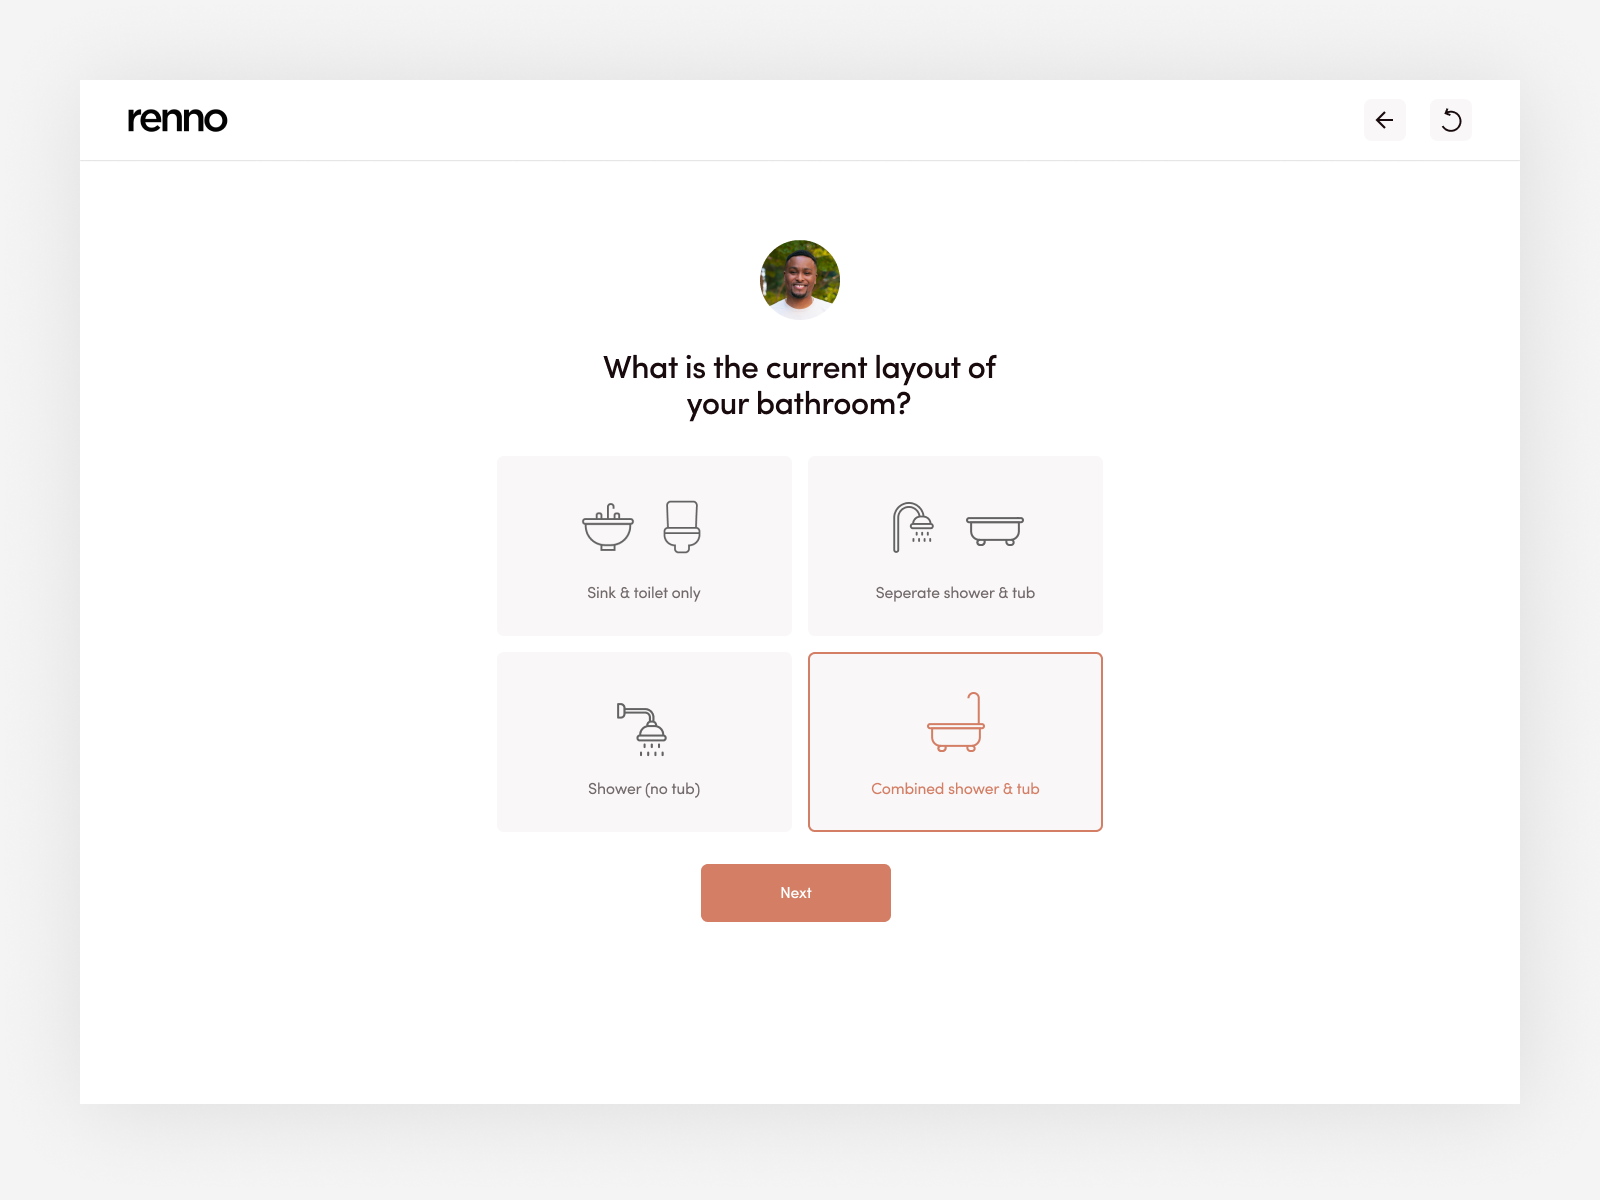 renno
What is the current layout of
your bathroom?
Sink & toilet only
Seperate shower & tub
Shower (no tub)
Combined shower & tub
Next